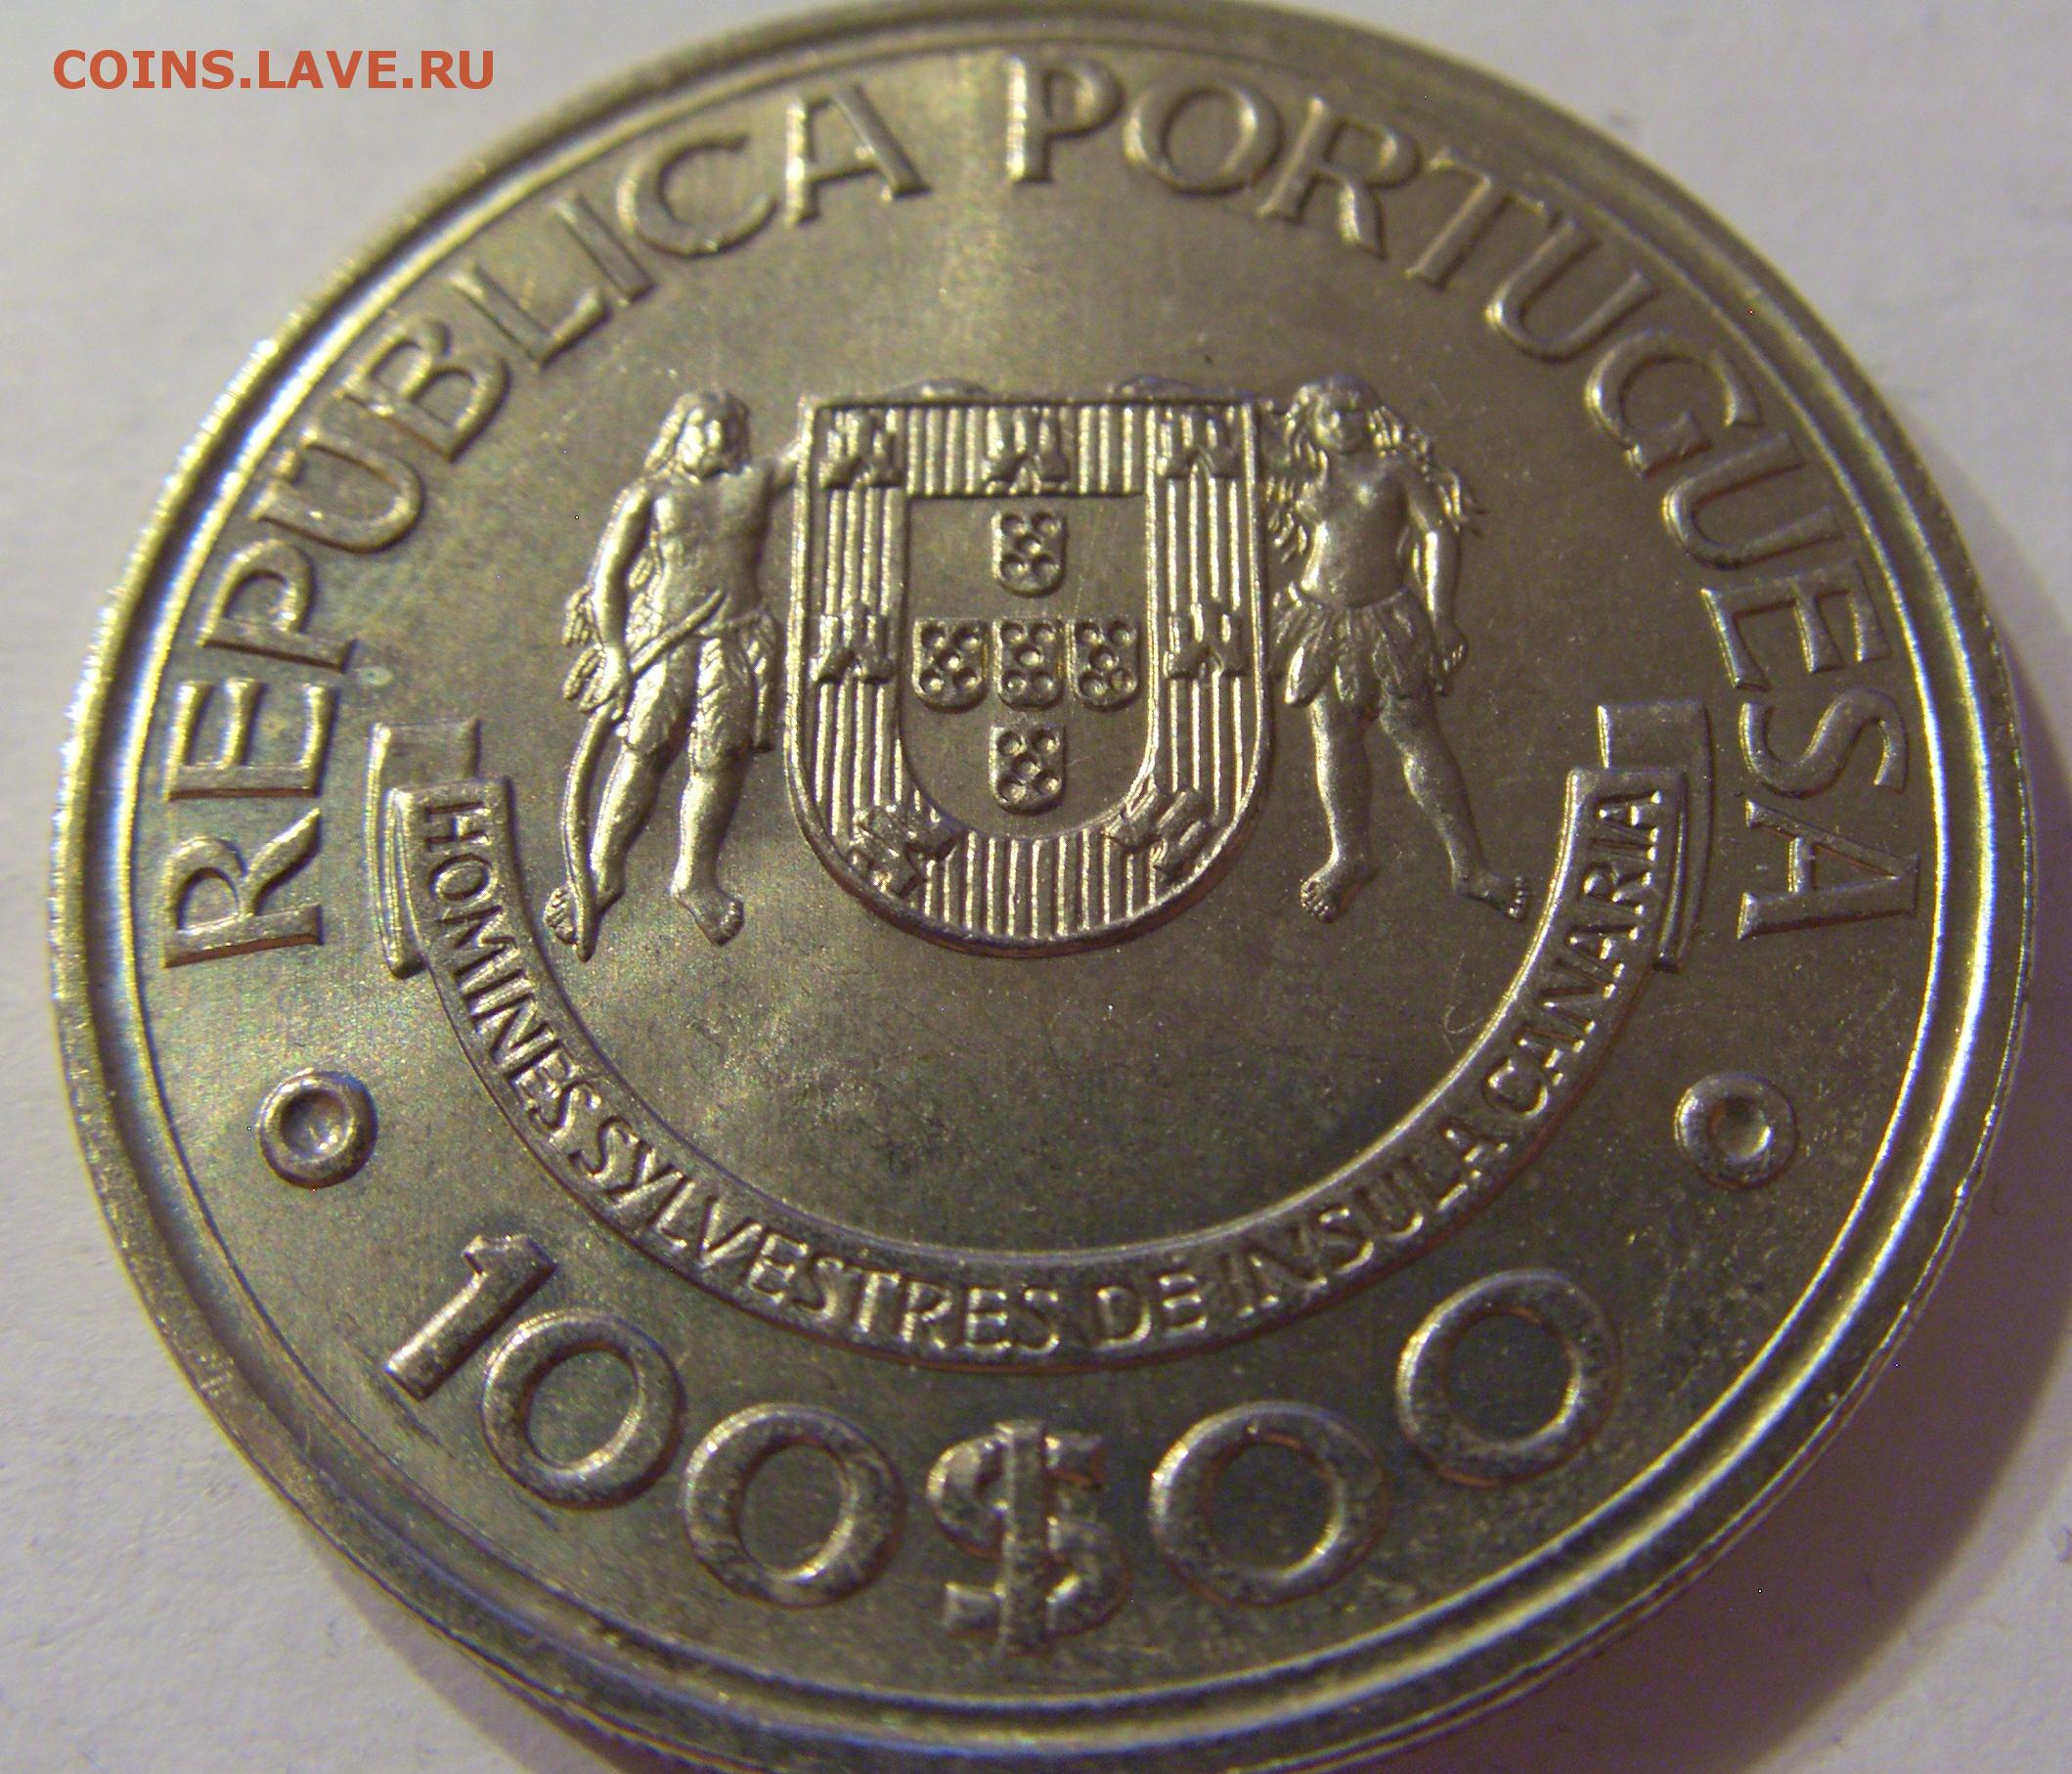 COINS.LAVE.RU
REPUBLICA PORTUGUESA
HOMINES SYLVESTRES DE INSULA CANARIA
100$00